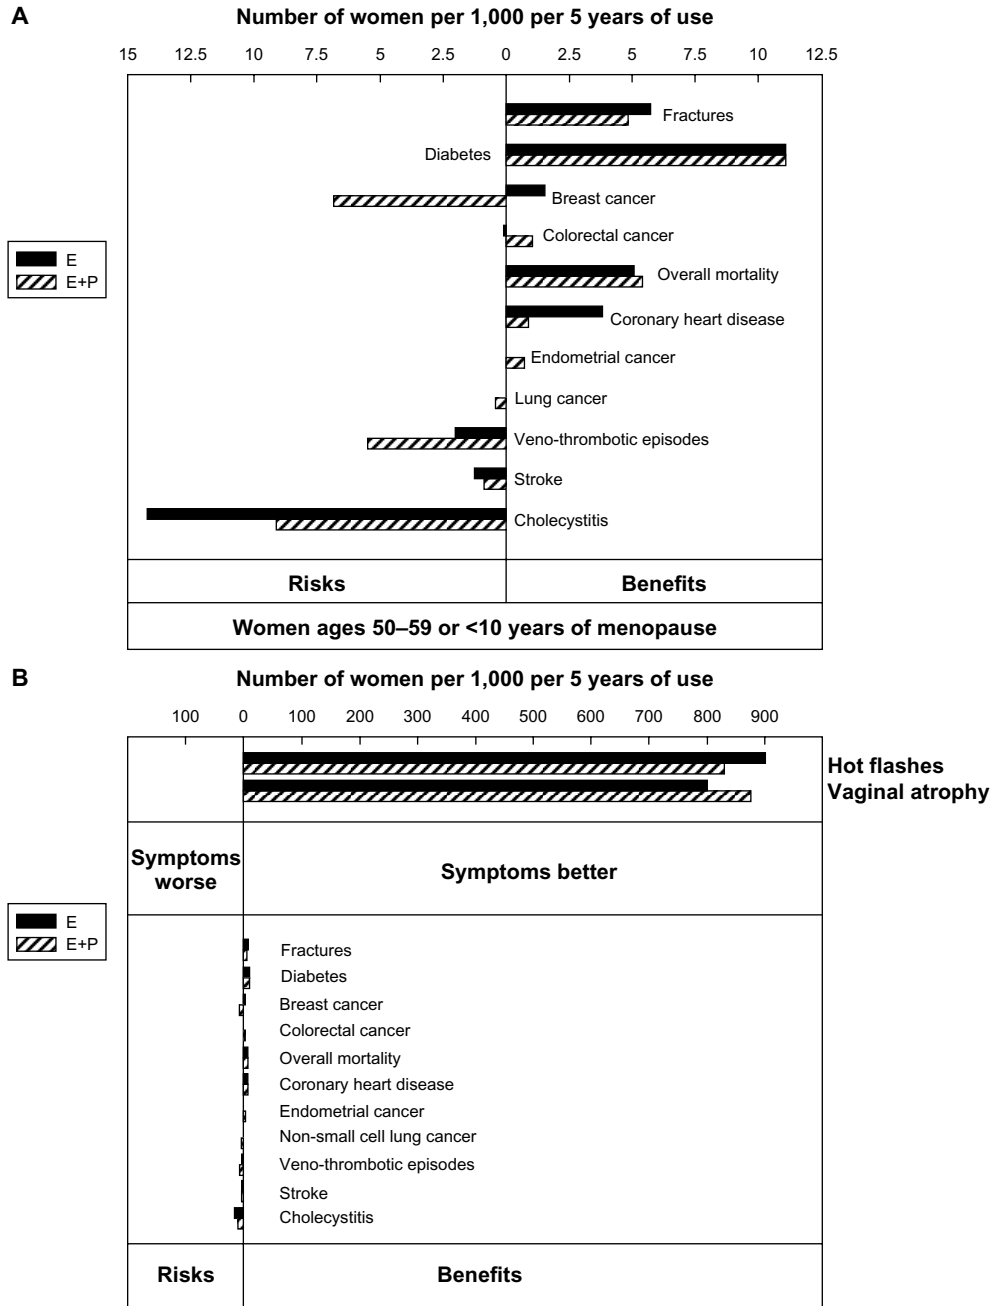 A
Number of women per 1,000 per 5 years of use
15 12.5 10 7.5 5 2.5 0 2.5 5 7.5 10 12.5
Fractures
Diabetes
Breast cancer
Colorectal cancer
E
E+P
Overall mortality
Coronary heart disease
Endometrial cancer
Lung cancer
Veno-thrombotic episodes
Stroke
Cholecystitis
Risks Benefits
Women ages 50–59 or <10 years of menopause
B
Number of women per 1,000 per 5 years of use
100 0 100 200 300 400 500 600 700 800 900
Hot flashes
Vaginal atrophy
Symptoms
worse
Symptoms better
E
E+P
Fractures
Diabetes
Breast cancer
Colorectal cancer
Overall mortality
Coronary heart disease
Endometrial cancer
Non-small cell lung cancer
Veno-thrombotic episodes
Stroke
Cholecystitis
Risks Benefits